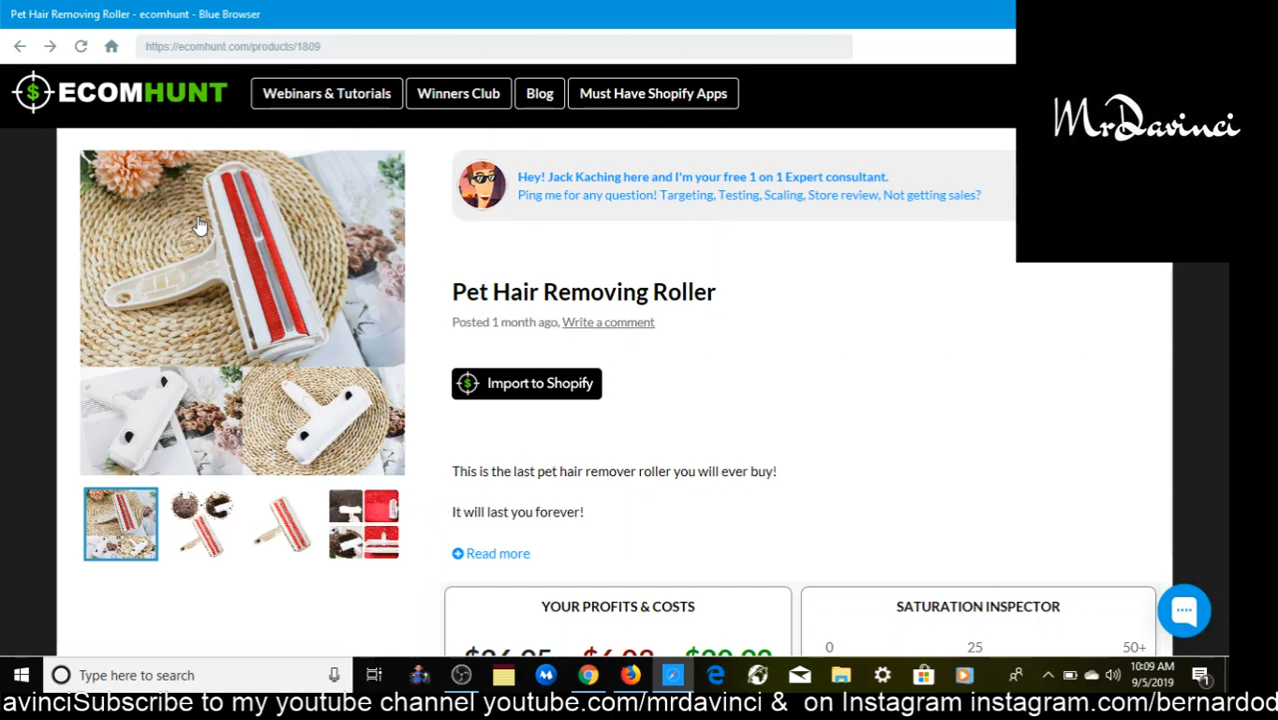 Pet Hair Removing Roller - ecomhunt - Blue Browser
https://ecomhunt.com/products/1809
ECOMHUNT
Webinars & Tutorials
Winners Club
Blog
Must Have Shopify Apps
MrDavinci
Hey! Jack Kaching here and I'm your free 1 on 1 Expert consultant.
Ping me for any question! Targeting, Testing, Scaling, Store review, Not getting sales?
Pet Hair Removing Roller
Posted 1 month ago, Write a comment
Import to Shopify
This is the last pet hair remover roller you will ever buy!
It will last you forever!
Read more
YOUR PROFITS & COSTS
SATURATION INSPECTOR
0 25 50+
Type here to search
10:09 AM
9/5/2019
avinciSubscribe to my youtube channel youtube.com/mrdavinci & on Instagram instagram.com/bernardod